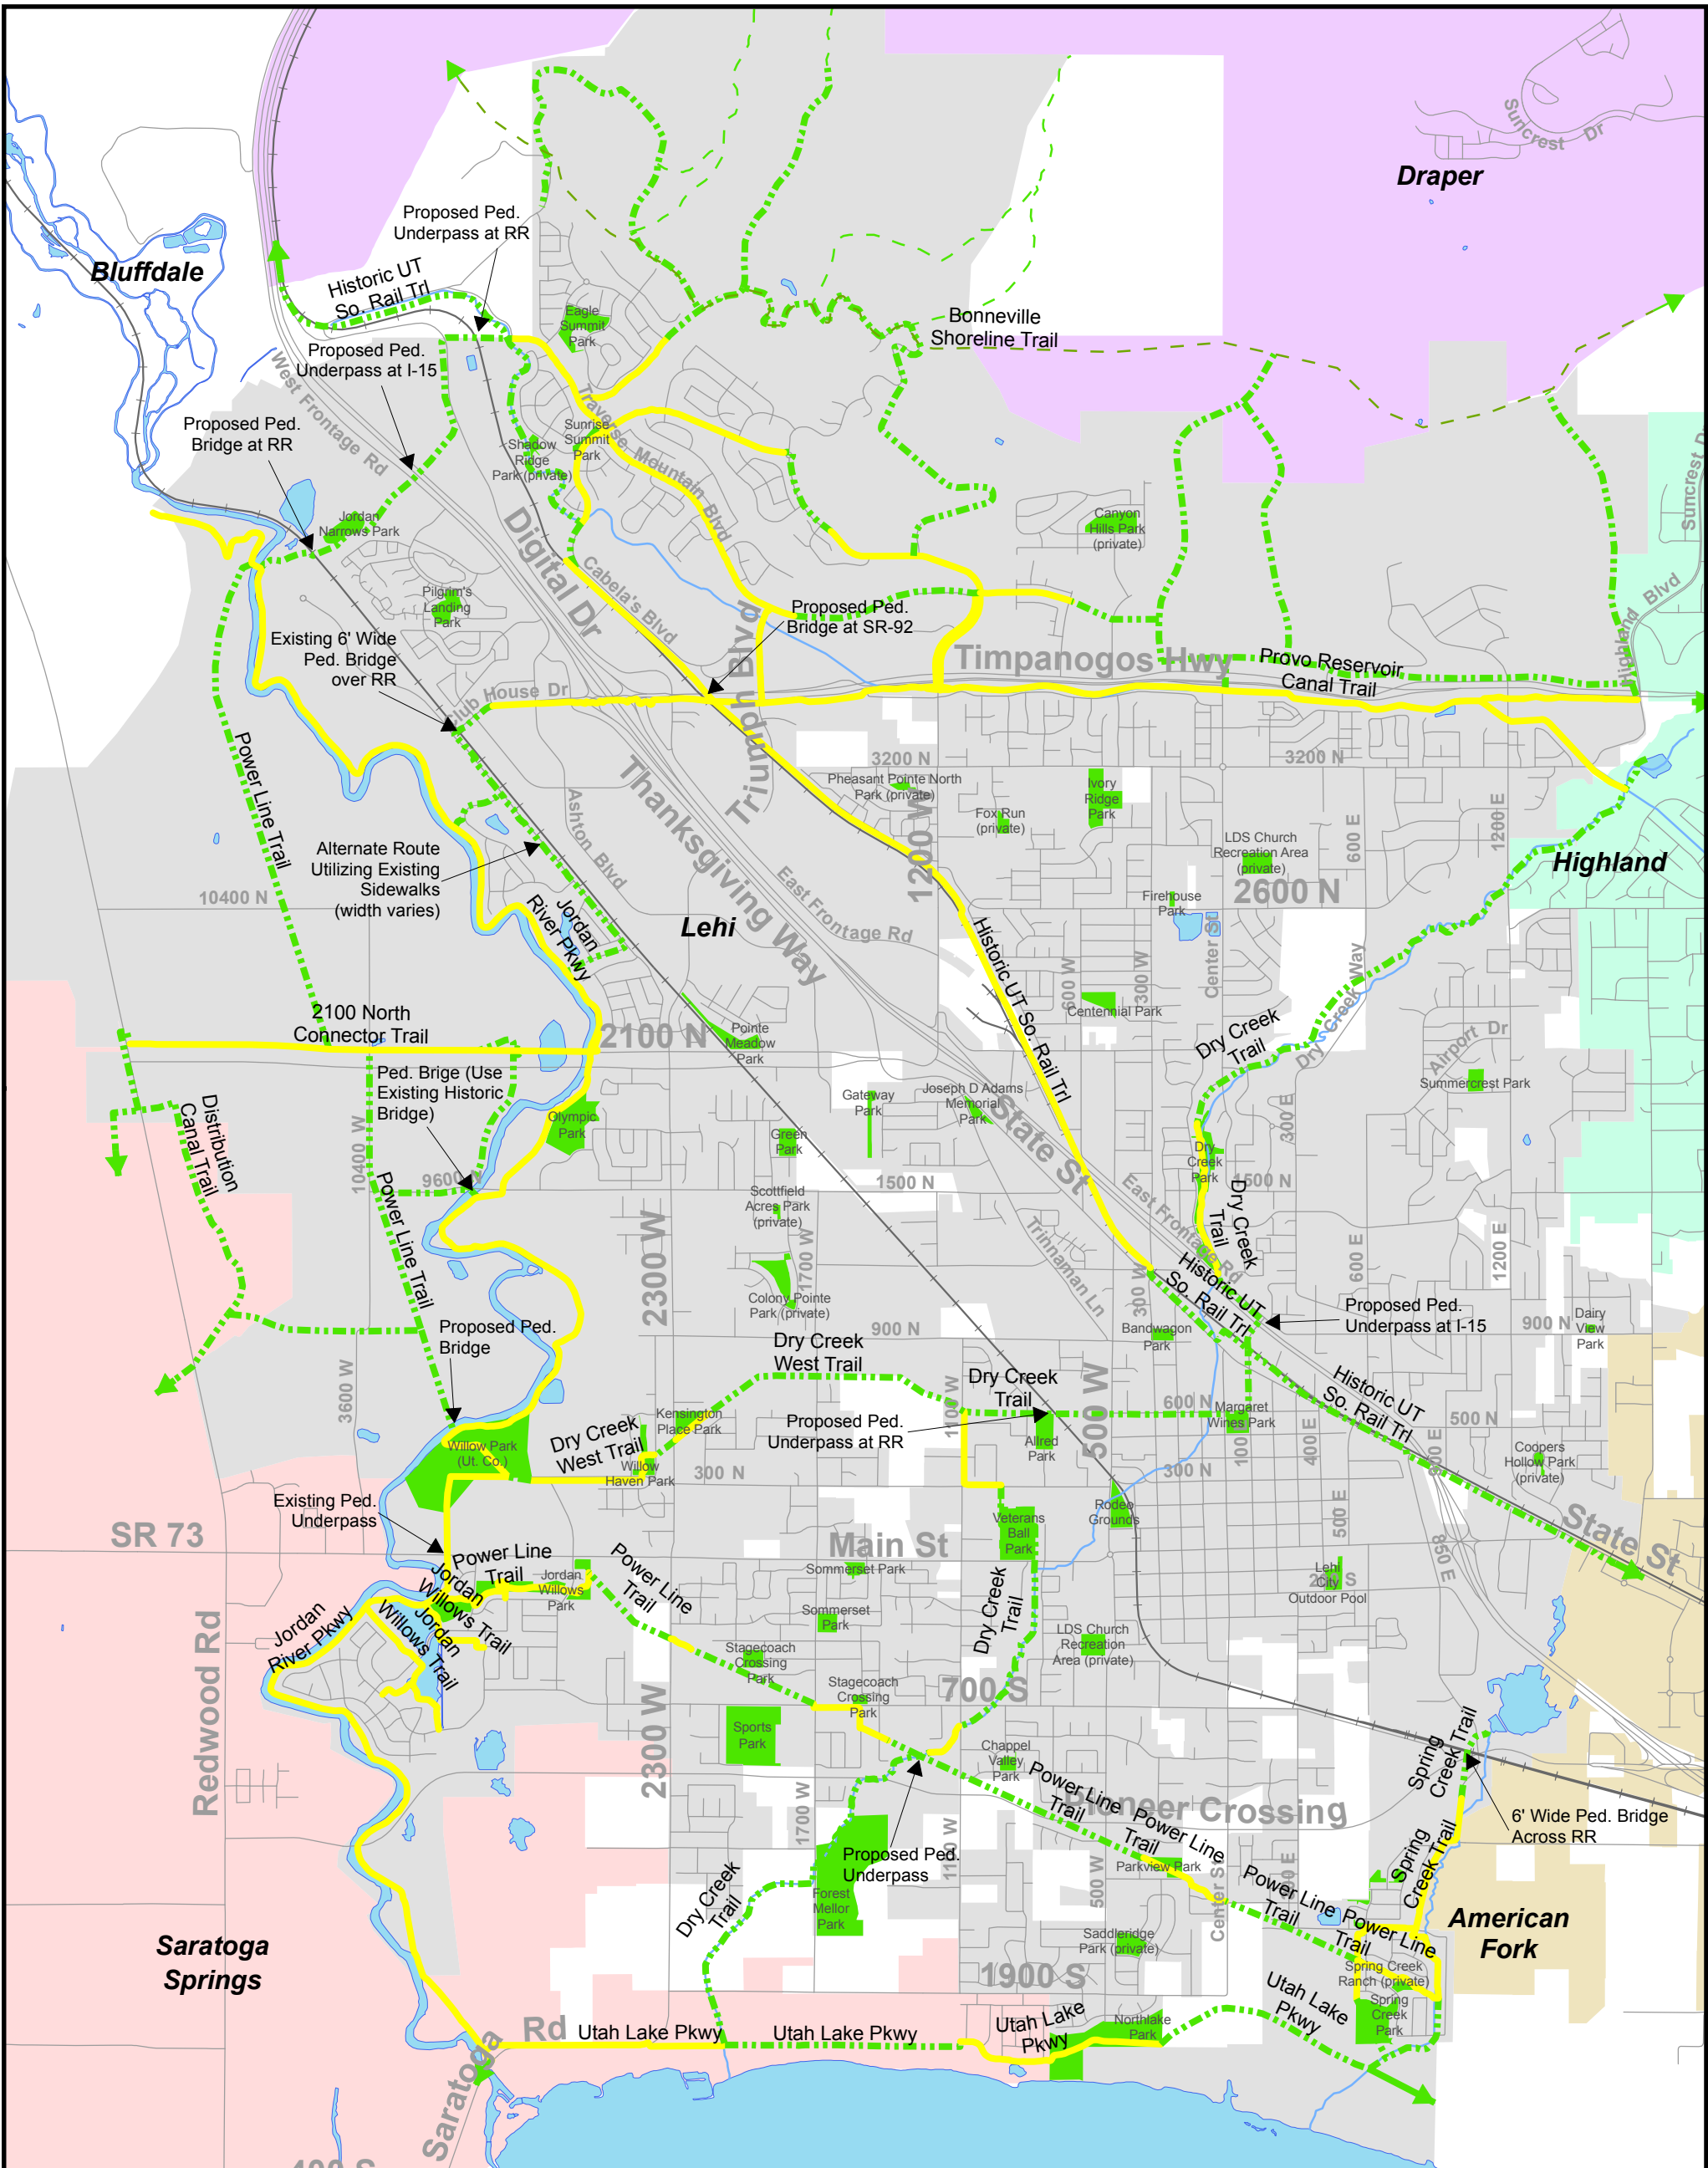 Draper
Suncrest Dr
Bluffdale
Proposed Ped.
Underpass at RR
Historic UT
So. Rail Trl
Eagle
Summit
Park
Bonneville
Shoreline Trail
Proposed Ped.
Underpass at I-15
West Frontage Rd
Proposed Ped.
Bridge at RR
Traverse Mountain Blvd
Sunrise
Summit
Park
Shadow
Ridge
Park (private)
Jordan
Narrows Park
Digital Dr
Canyon
Hills Park
(private)
Suncrest D
Cabela's Blvd
Pilgrim's
Landing
Park
Proposed Ped.
Bridge at SR-92
Highland Blvd
Existing 6' Wide
Ped. Bridge
over RR
Triumph Blvd
Timpanogos Hwy
Provo Reservoir
Canal Trail
Club House Dr
Power Line Trail
3200 N
3200 N
Pheasant Pointe North
Park (private)
Ivory
Ridge
Park
Fox Run
(private)
Thanksgiving Way
Ashton Blvd
1200 W
600 E
1200 E
LDS Church
Recreation Area
(private)
Highland
Alternate Route
Utilizing Existing
Sidewalks
(width varies)
10400 N
2600 N
Firehouse
Park
Lehi
East Frontage Rd
Jordan
River Pkwy
Historic UT So. Rail Trl
600 W
300 W
Center St
Centennial Park
Dry Creek Way
2100 North
Connector Trail
2100 N
Pointe
Meadow
Park
Dry Creek
Trail
Airport Dr
Summercrest Park
Ped. Brige (Use
Existing Historic
Bridge)
Distribution
Canal Trail
10400 W
Olympic
Park
Gateway
Park
Joseph D Adams
Memorial
Park
State St
300 E
Green
Park
Dry
Creek
Park
9600 N
1500 N
1500 N
Scottfield
Acres Park
(private)
Power Line Trail
2300 W
1700 W
Trinnaman Ln
East Frontage Rd
Dry Creek
Trail
600 E
1200 E
Colony Pointe
Park (private)
300 W
Historic UT
So. Rail Trl
Proposed Ped.
Underpass at I-15
Proposed Ped.
Bridge
900 N
900 N
Dairy
View
Park
Bandwagon
Park
3600 W
Dry Creek
West Trail
Dry Creek
Trail
500 W
Historic UT
So. Rail Trl
Kensington
Place Park
1100 W
600 N
Margaret
Wines Park
500 N
Proposed Ped.
Underpass at RR
Allred
Park
100 E
400 E
Willow Park
(Ut. Co.)
Dry Creek
West Trail
Willow
Haven Park
300 N
300 N
Coopers
Hollow Park
(private)
Existing Ped.
Underpass
Veterans
Ball
Park
Rodeo
Grounds
500 E
850 E
State St
SR 73
Main St
Power Line
Trail
Jordan
Willows
Park
Power Line
Trail
Sommerset Park
Lehi
City
Outdoor Pool
Jordan
Willows Trail
Jordan
Willows Trail
Jordan
River Pkwy
Sommerset
Park
Dry Creek
Trail
LDS Church
Recreation
Area (private)
Redwood Rd
Stagecoach
Crossing
Park
Stagecoach
Crossing
Park
700 S
2300 W
Sports
Park
Chappel
Valley
Park
Spring
Creek Trail
Power Line
Trail
Pioneer Crossing
1700 W
6' Wide Ped. Bridge
Across RR
Proposed Ped.
Underpass
1100 W
Power Line
Trail
Parkview Park
Spring
Creek Trail
500 W
Center St
Forest
Mellor
Park
Dry Creek
Trail
Power Line
Trail
Power Line
Trail
American
Fork
Saratoga
Springs
Saddleridge
Park (private)
1900 S
Spring Creek
Ranch (private)
Spring
Creek
Park
Utah Lake
Pkwy
Saratoga Rd
Utah Lake Pkwy
Utah Lake Pkwy
Utah Lake
Pkwy
Northlake
Park
400 S